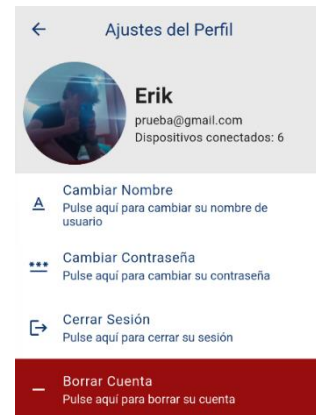 Ajustes del Perfil
Erik
prueba@gmail.com
Dispositivos conectados: 6
Cambiar Nombre
Pulse aquí para cambiar su nombre de
usuario
Cambiar Contraseña
Pulse aquí para cambiar su contraseña
Cerrar Sesión
Pulse aquí para cerrar su sesión
Borrar Cuenta
Pulse aquí para borrar su cuenta